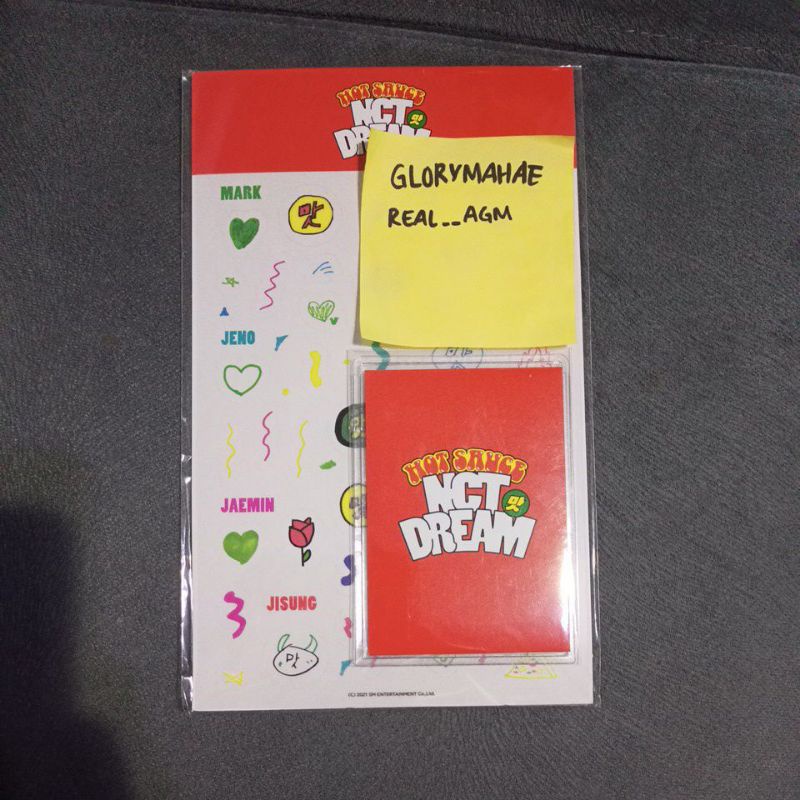 HOT SAUCE
NCT
DREAM
맛
GLORYMAHAE
REAL__AGM
MARK
맛
JENO
JAEMIN
JISUNG
맛
HOT SAUCE
NCT
맛
DREAM
(C) 2021 SM ENTERTAINMENT Co.,Ltd.